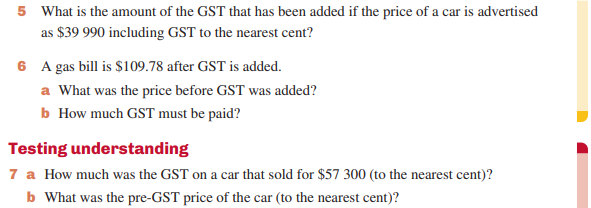 5 What is the amount of the GST that has been added if the price of a car is advertised
as $39 990 including GST to the nearest cent?
6 A gas bill is $109.78 after GST is added.
a What was the price before GST was added?
b How much GST must be paid?
Testing understanding
7 a How much was the GST on a car that sold for $57 300 (to the nearest cent)?
b What was the pre-GST price of the car (to the nearest cent)?